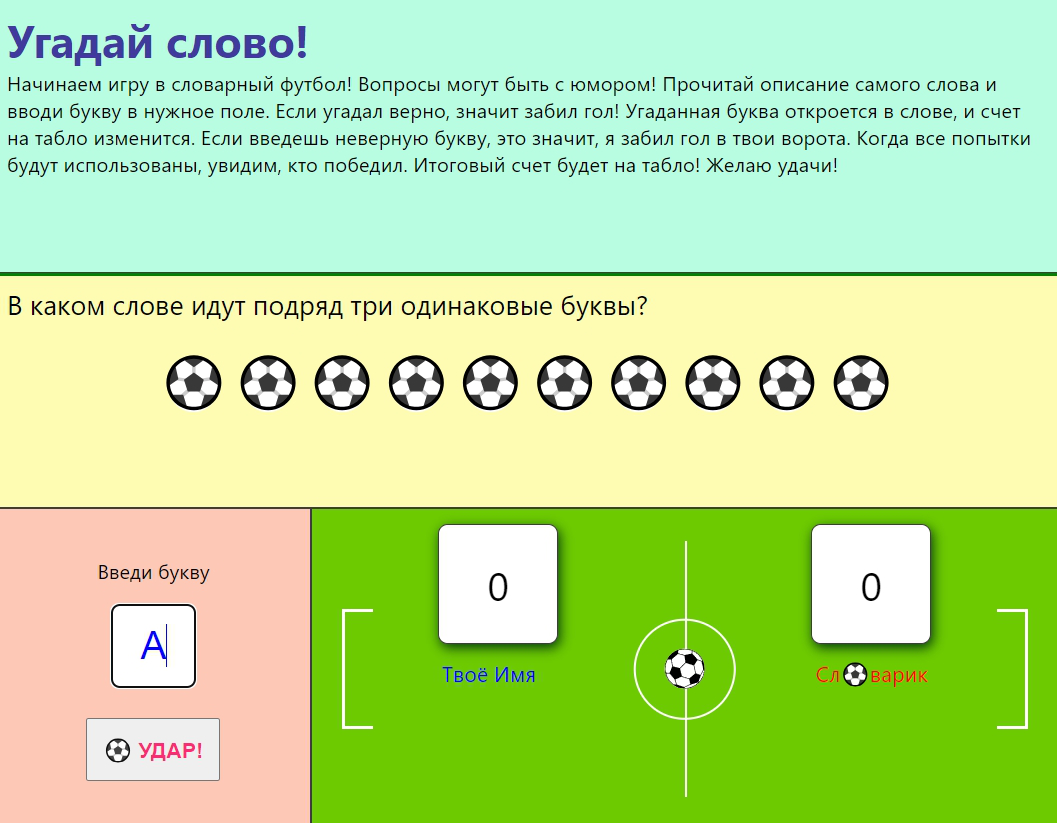 Угадай слово!
Начинаем игру в словарный футбол! Вопросы могут быть с юмором! Прочитай описание самого слова и
вводи букву в нужное поле. Если угадал верно, значит забил гол! Угаданная буква откроется в слове, и счет
на табло изменится. Если введешь неверную букву, это значит, я забил гол в твои ворота. Когда все попытки
будут использованы, увидим, кто победил. Итоговый счет будет на табло! Желаю удачи!
В каком слове идут подряд три одинаковые буквы?
Введи букву
А
УДАР!
0
0
Твоё Имя
Сл⚽варик